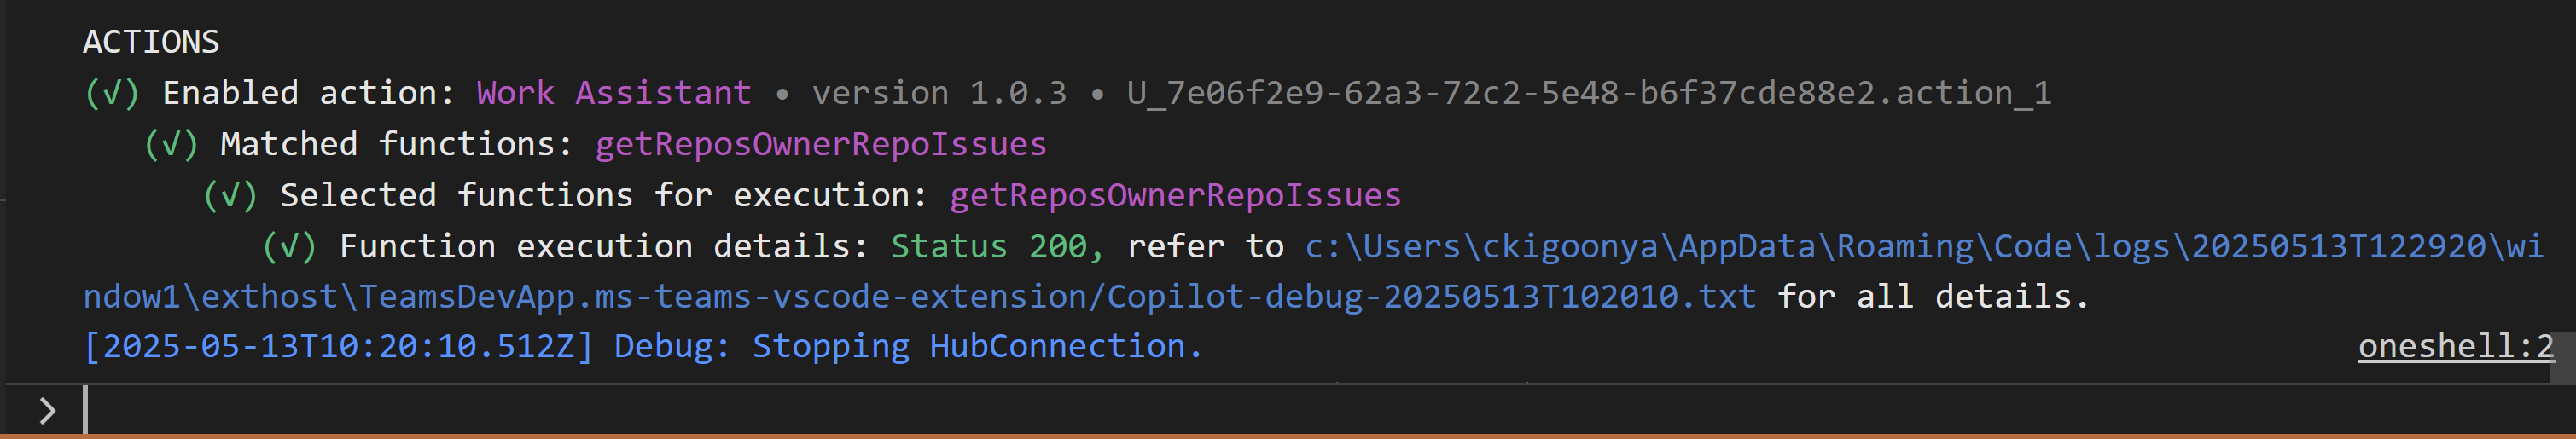 ACTIONS
(√) Enabled action: Work Assistant • version 1.0.3 • U_7e06f2e9-62a3-72c2-5e48-b6f37cde88e2.action_1
(√) Matched functions: getReposOwnerRepoIssues
(√) Selected functions for execution: getReposOwnerRepoIssues
(√) Function execution details: Status 200, refer to c:\Users\ckigoonya\AppData\Roaming\Code\logs\20250513T122920\wi
ndow1\exthost\TeamsDevApp.ms-teams-vscode-extension/Copilot-debug-20250513T102010.txt for all details.
[2025-05-13T10:20:10.512Z] Debug: Stopping HubConnection. oneshell:2
>